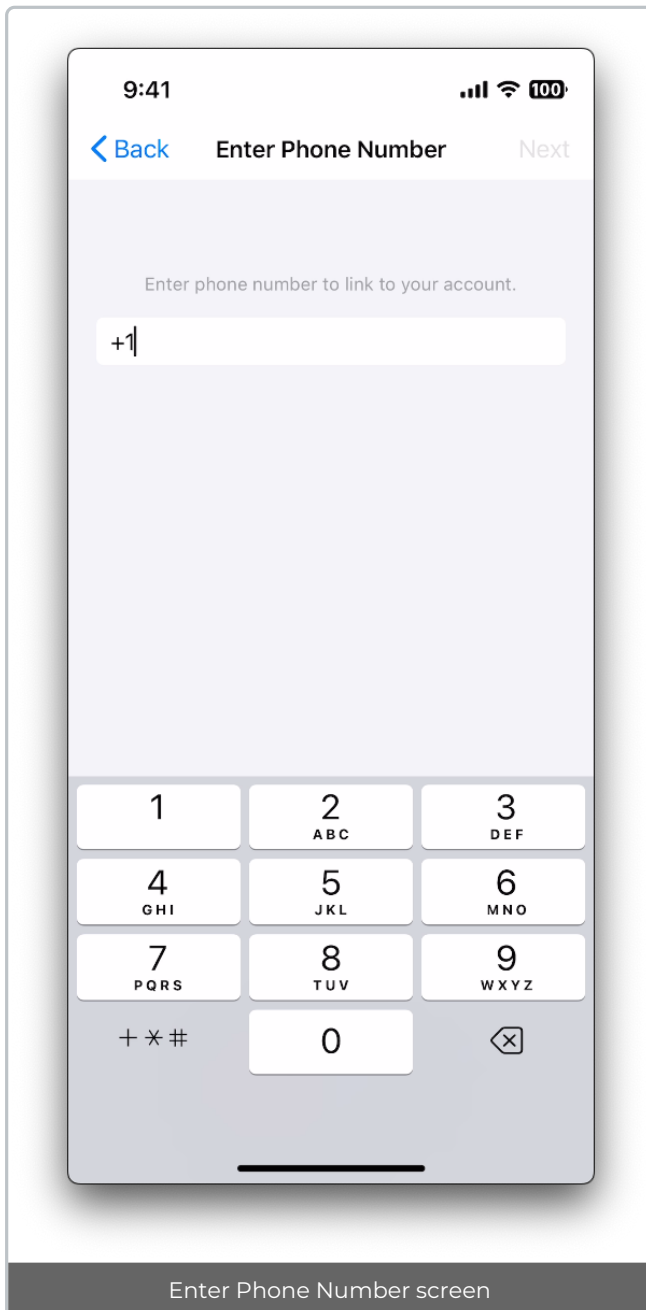 9:41 100
Back Enter Phone Number Next
Enter phone number to link to your account.
+1
1 2 3
ABC DEF
4 5 6
GHI JKL MNO
7 8 9
PQRS TUV WXYZ
+*# 0
Enter Phone Number screen